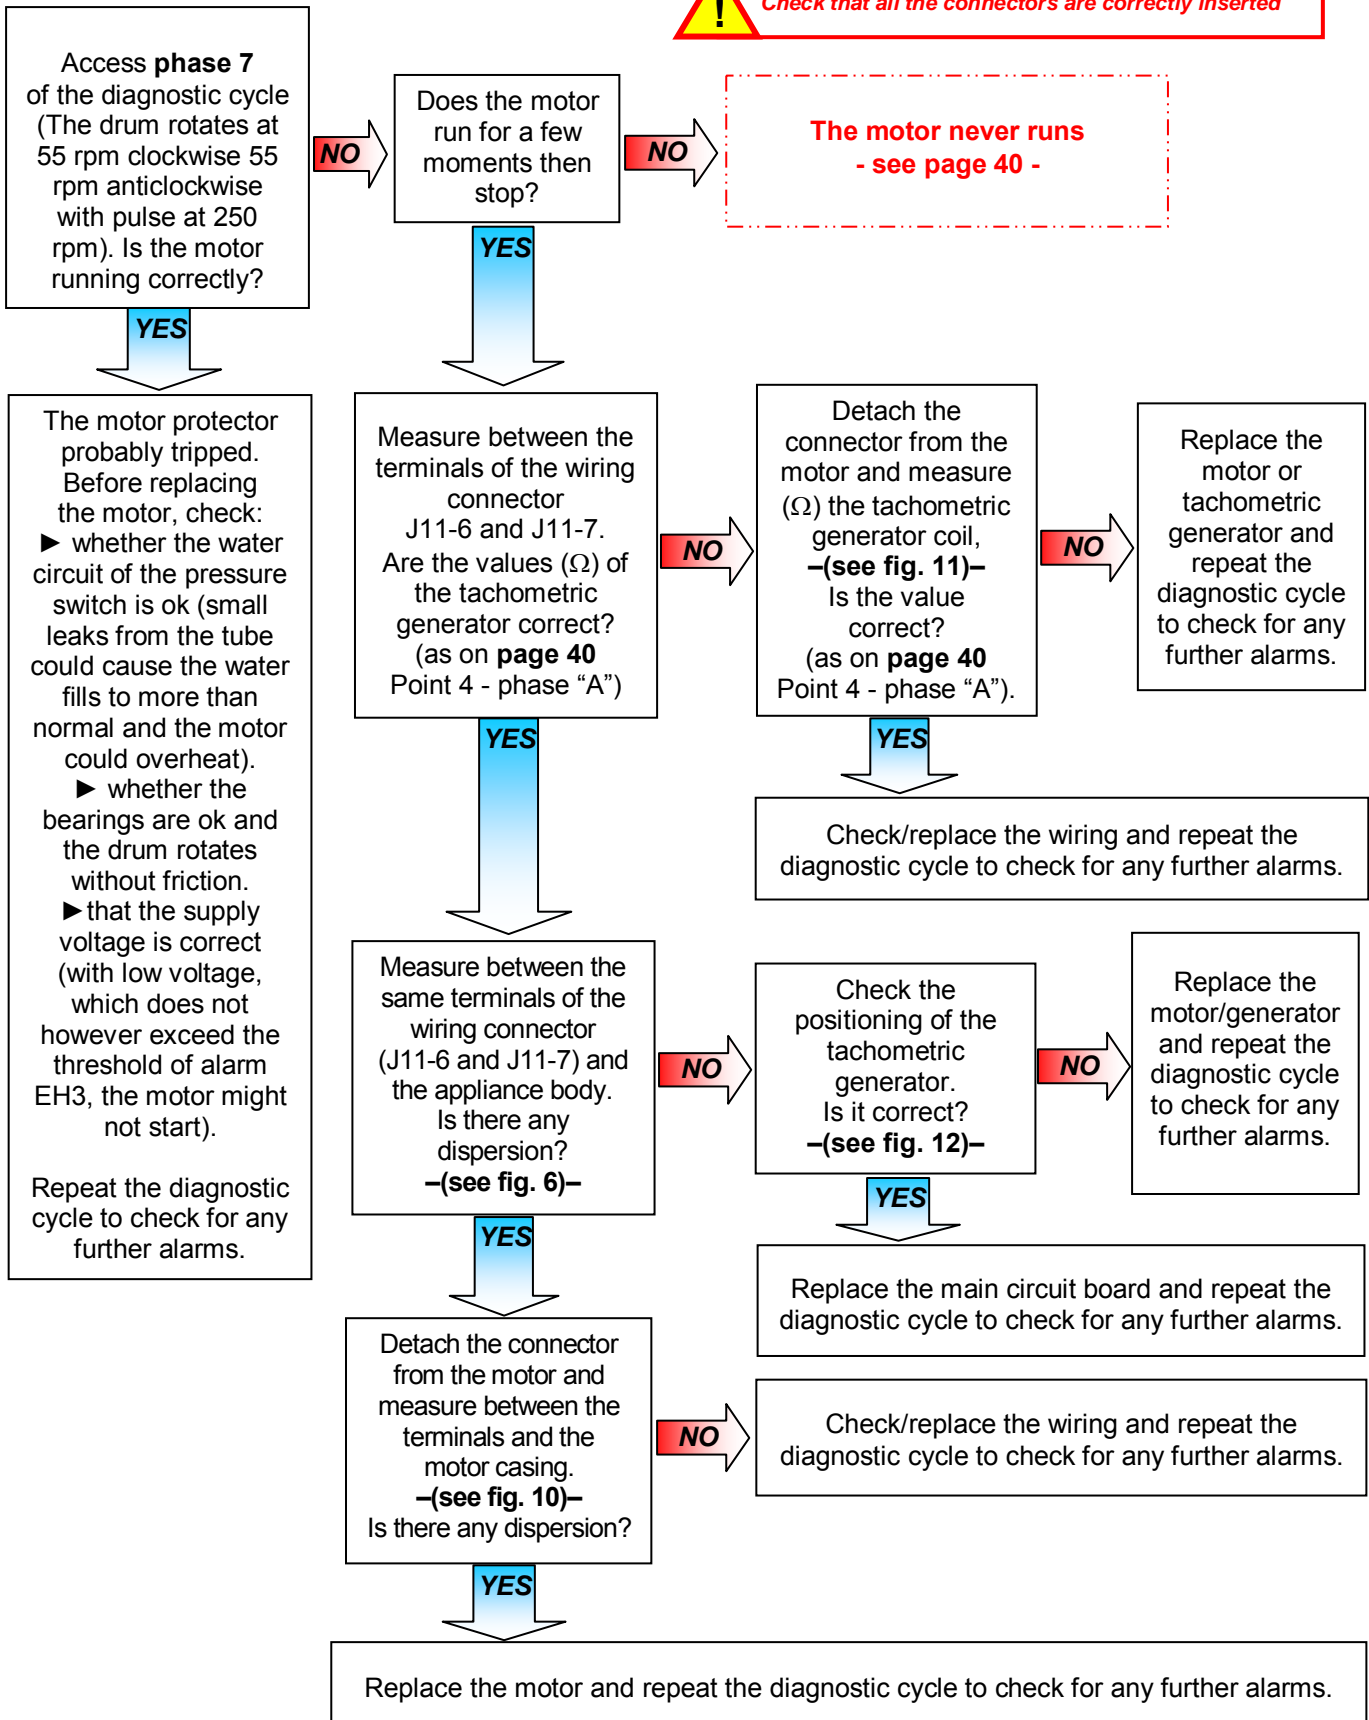 Check that all the connectors are correctly inserted
!
Access phase 7
of the diagnostic cycle
(The drum rotates at
55 rpm clockwise 55
rpm anticlockwise
with pulse at 250
rpm). Is the motor
running correctly?
NO
Does the motor
run for a few
moments then
stop?
NO
The motor never runs
- see page 40 -
YES
YES
The motor protector
probably tripped.
Before replacing
the motor, check:
► whether the water
circuit of the pressure
switch is ok (small
leaks from the tube
could cause the water
fills to more than
normal and the motor
could overheat).
► whether the
bearings are ok and
the drum rotates
without friction.
►that the supply
voltage is correct
(with low voltage,
which does not
however exceed the
threshold of alarm
EH3, the motor might
not start).
Repeat the diagnostic
cycle to check for any
further alarms.
Measure between the
terminals of the wiring
connector
J11-6 and J11-7.
Are the values (Ω) of
the tachometric
generator correct?
(as on page 40
Point 4 - phase “A”)
NO
Detach the
connector from the
motor and measure
(Ω) the tachometric
generator coil,
–(see fig. 11)–
Is the value
correct?
(as on page 40
Point 4 - phase “A”).
NO
Replace the
motor or
tachometric
generator and
repeat the
diagnostic cycle
to check for any
further alarms.
YES
YES
Check/replace the wiring and repeat the
diagnostic cycle to check for any further alarms.
Measure between the
same terminals of the
wiring connector
(J11-6 and J11-7) and
the appliance body.
Is there any
dispersion?
–(see fig. 6)–
NO
Check the
positioning of the
tachometric
generator.
Is it correct?
–(see fig. 12)–
NO
Replace the
motor/generator
and repeat the
diagnostic cycle
to check for any
further alarms.
YES
YES
Replace the main circuit board and repeat the
diagnostic cycle to check for any further alarms.
Detach the connector
from the motor and
measure between the
terminals and the
motor casing.
–(see fig. 10)–
Is there any dispersion?
NO
Check/replace the wiring and repeat the
diagnostic cycle to check for any further alarms.
YES
Replace the motor and repeat the diagnostic cycle to check for any further alarms.